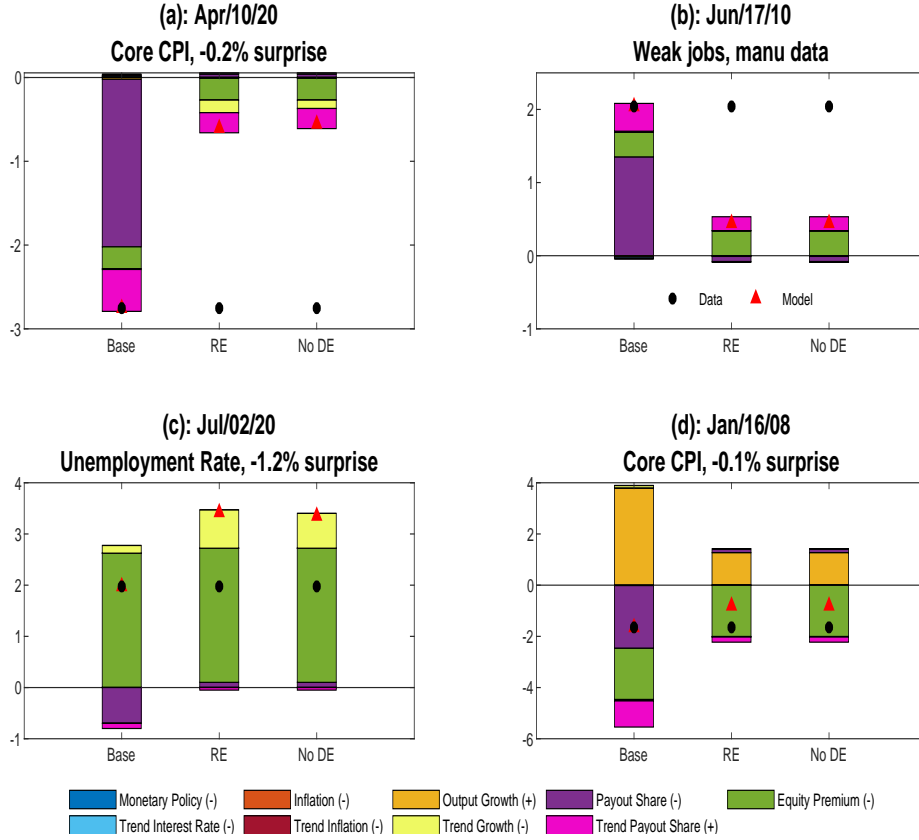 (a): Apr/10/20
Core CPI, -0.2% surprise
0
-1
-2
-3
Base RE No DE
(b): Jun/17/10
Weak jobs, manu data
2
1
0
-1
Data Model
Base RE No DE
(c): Jul/02/20
Unemployment Rate, -1.2% surprise
4
3
2
1
0
-1
Base RE No DE
(d): Jan/16/08
Core CPI, -0.1% surprise
4
2
0
-2
-4
-6
Base RE No DE
Monetary Policy (-) Inflation (-) Output Growth (+) Payout Share (-) Equity Premium (-)
Trend Interest Rate (-) Trend Inflation (-) Trend Growth (-) Trend Payout Share (+)